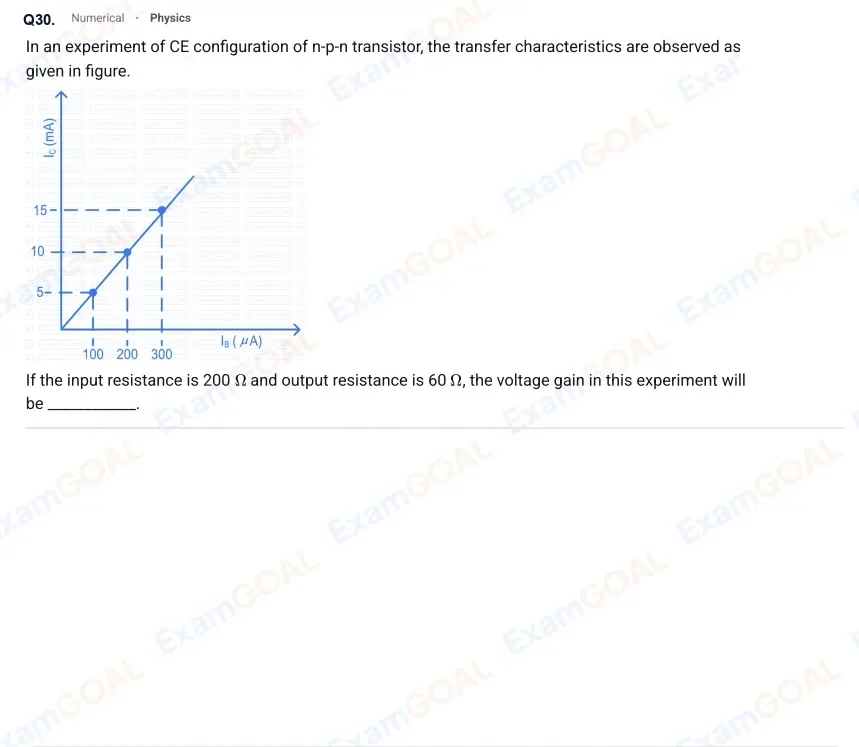 Q30. Numerical · Physics
In an experiment of CE configuration of n-p-n transistor, the transfer characteristics are observed as
given in figure.
I_C (mA)
15
10
5
100 200 300
I_B ( μA)
If the input resistance is 200 Ω and output resistance is 60 Ω, the voltage gain in this experiment will
be ____________.
ExamGOAL